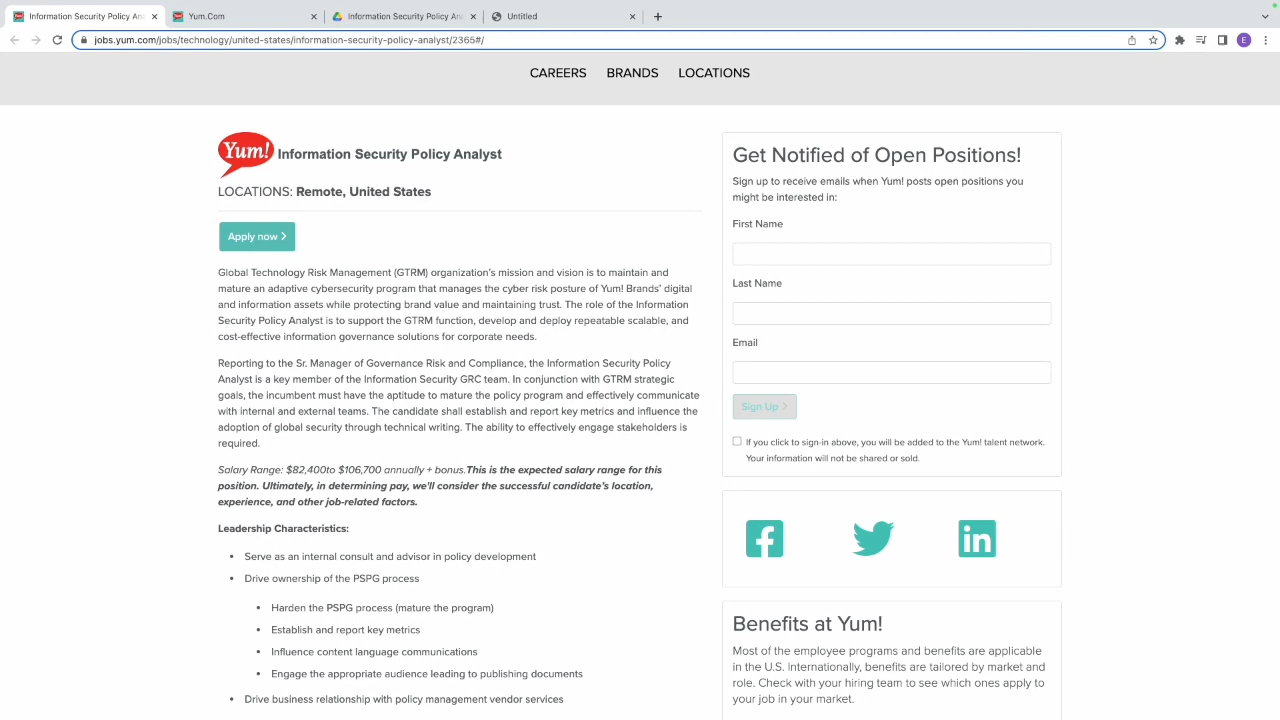 Information Security Policy An
Yum.Com
Information Security Policy Ana
Untitled
jobs.yum.com/jobs/technology/united-states/information-security-policy-analyst/2365#/
E
CAREERS BRANDS LOCATIONS
Yum! Information Security Policy Analyst
LOCATIONS: Remote, United States
Apply now
Global Technology Risk Management (GTRM) organization's mission and vision is to maintain and
mature an adaptive cybersecurity program that manages the cyber risk posture of Yum! Brands' digital
and information assets while protecting brand value and maintaining trust. The role of the Information
Security Policy Analyst is to support the GTRM function, develop and deploy repeatable scalable, and
cost-effective information governance solutions for corporate needs.
Reporting to the Sr. Manager of Governance Risk and Compliance, the Information Security Policy
Analyst is a key member of the Information Security GRC team. In conjunction with GTRM strategic
goals, the incumbent must have the aptitude to mature the policy program and effectively communicate
with internal and external teams. The candidate shall establish and report key metrics and influence the
adoption of global security through technical writing. The ability to effectively engage stakeholders is
required.
Salary Range: $82,400to $106,700 annually + bonus.This is the expected salary range for this
position. Ultimately, in determining pay, we'll consider the successful candidate's location,
experience, and other job-related factors.
Leadership Characteristics:
• Serve as an internal consult and advisor in policy development
• Drive ownership of the PSPG process
• Harden the PSPG process (mature the program)
• Establish and report key metrics
• Influence content language communications
• Engage the appropriate audience leading to publishing documents
• Drive business relationship with policy management vendor services
Get Notified of Open Positions!
Sign up to receive emails when Yum! posts open positions you
might be interested in:
First Name
Last Name
Email
Sign Up
If you click to sign-in above, you will be added to the Yum! talent network.
Your information will not be shared or sold.
Benefits at Yum!
Most of the employee programs and benefits are applicable
in the U.S. Internationally, benefits are tailored by market and
role. Check with your hiring team to see which ones apply to
your job in your market.